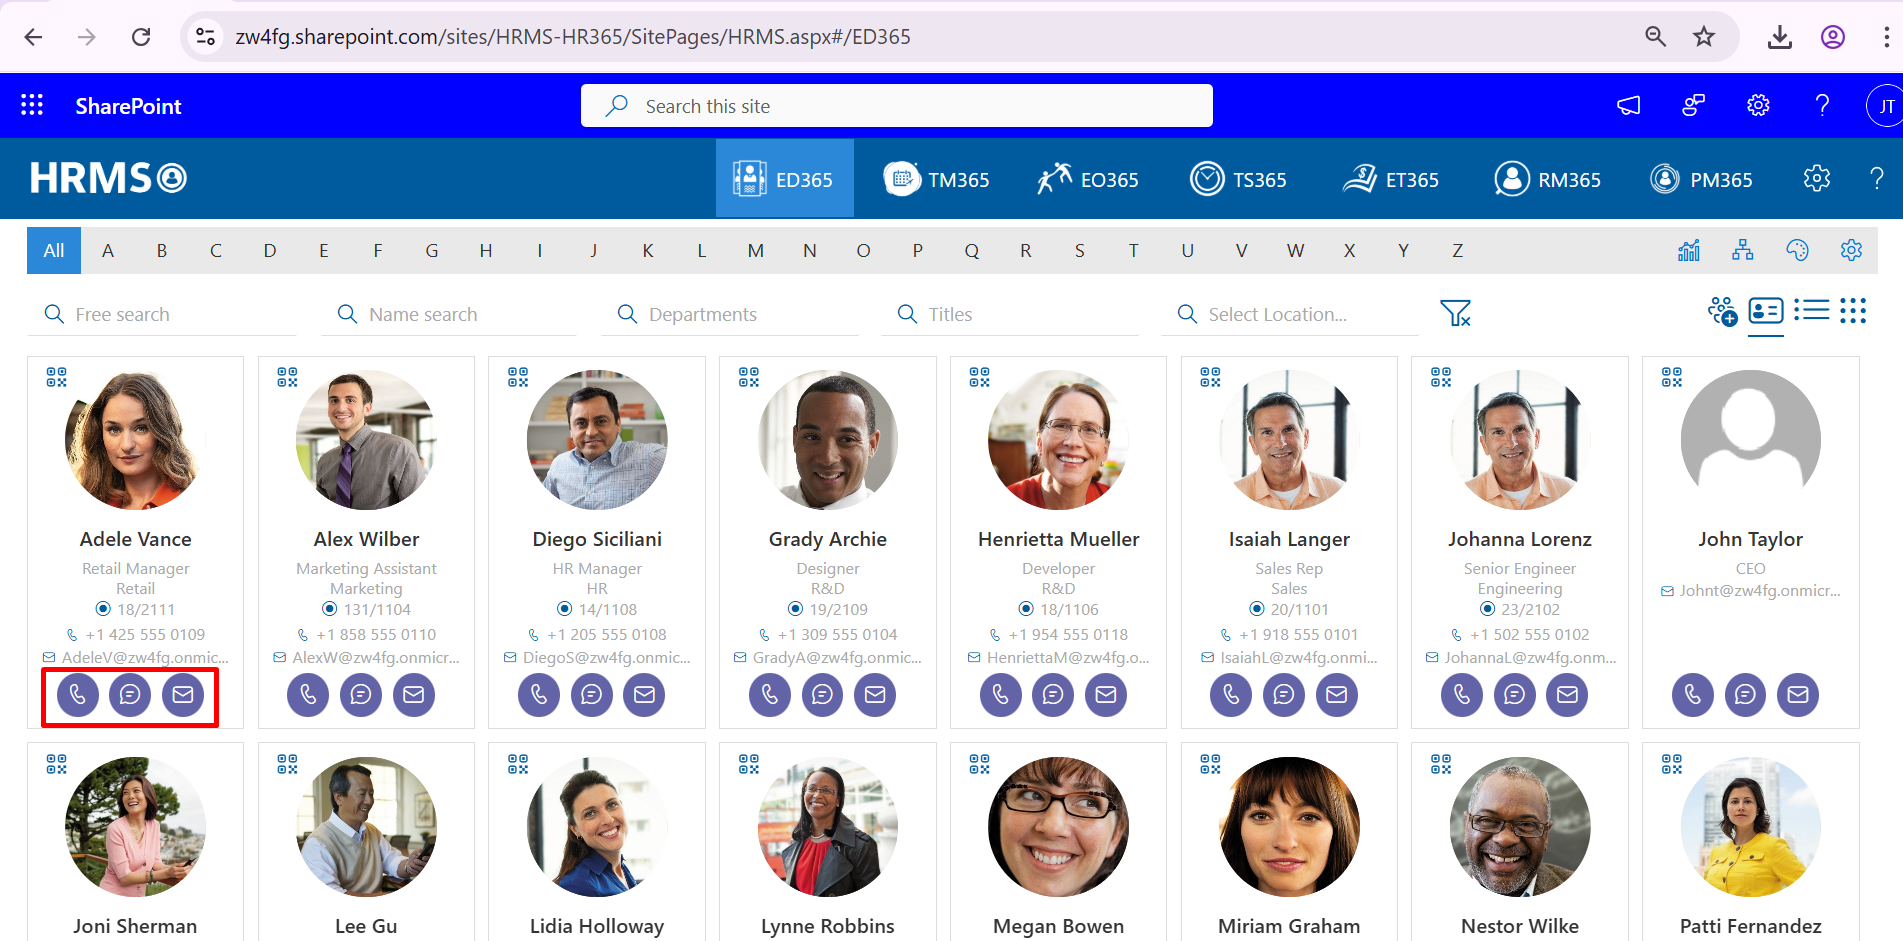 zw4fg.sharepoint.com/sites/HRMS-HR365/SitePages/HRMS.aspx#/ED365
SharePoint
Search this site
?
JT
HRMS
ED365
TM365
EO365
TS365
ET365
RM365
PM365
?
All A B C D E F G H I J K L M N O P Q R S T U V W X Y Z
Free search
Name search
Departments
Titles
Select Location...
Adele Vance
Retail Manager
Retail
18/2111
+1 425 555 0109
AdeleV@zw4fg.onmic...
Alex Wilber
Marketing Assistant
Marketing
131/1104
+1 858 555 0110
AlexW@zw4fg.onmicr...
Diego Siciliani
HR Manager
HR
14/1108
+1 205 555 0108
DiegoS@zw4fg.onmic...
Grady Archie
Designer
R&D
19/2109
+1 309 555 0104
GradyA@zw4fg.onmic...
Henrietta Mueller
Developer
R&D
18/1106
+1 954 555 0118
HenriettaM@zw4fg.o...
Isaiah Langer
Sales Rep
Sales
20/1101
+1 918 555 0101
IsaiahL@zw4fg.onmi...
Johanna Lorenz
Senior Engineer
Engineering
23/2102
+1 502 555 0102
JohannaL@zw4fg.onm...
John Taylor
CEO
Johnt@zw4fg.onmicr...
Joni Sherman
Lee Gu
Lidia Holloway
Lynne Robbins
Megan Bowen
Miriam Graham
Nestor Wilke
Patti Fernandez